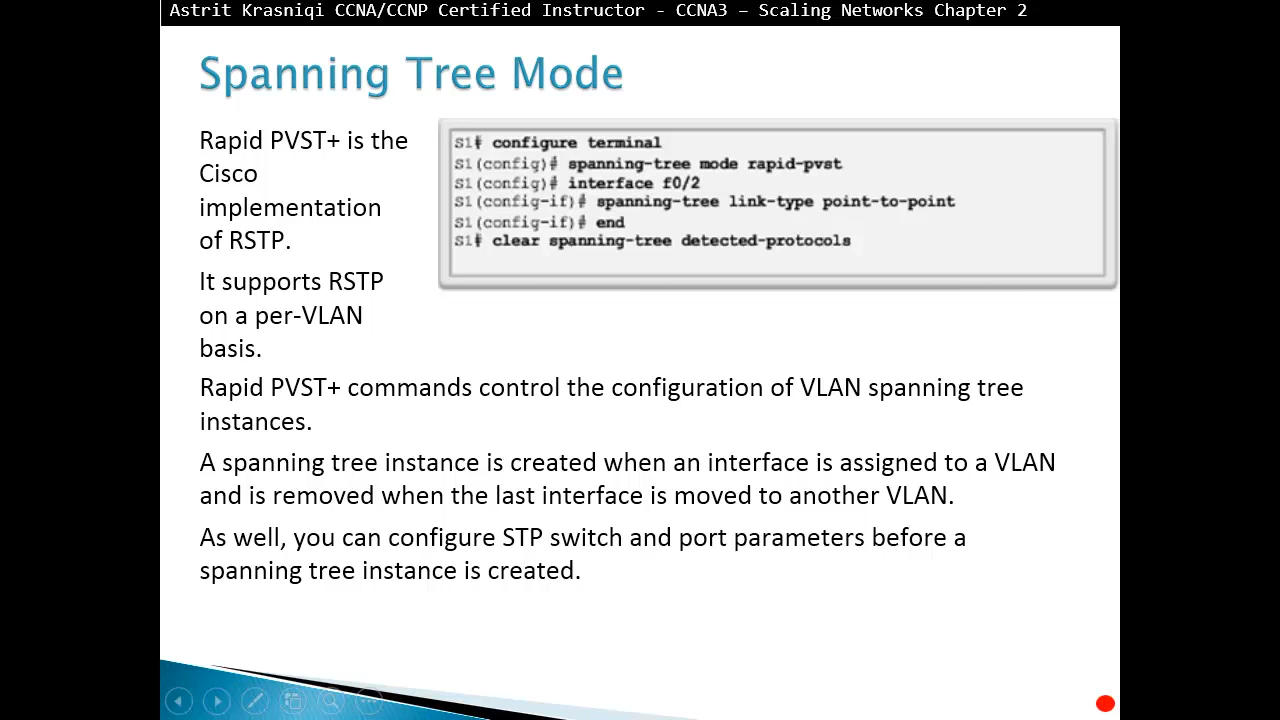 Astrit Krasniqi CCNA/CCNP Certified Instructor - CCNA3 – Scaling Networks Chapter 2
Spanning Tree Mode
Rapid PVST+ is the
Cisco
implementation
of RSTP.
It supports RSTP
on a per-VLAN
basis.
S1# configure terminal
S1(config)# spanning-tree mode rapid-pvst
S1(config)# interface f0/2
S1(config-if)# spanning-tree link-type point-to-point
S1(config-if)# end
S1# clear spanning-tree detected-protocols
Rapid PVST+ commands control the configuration of VLAN spanning tree
instances.
A spanning tree instance is created when an interface is assigned to a VLAN
and is removed when the last interface is moved to another VLAN.
As well, you can configure STP switch and port parameters before a
spanning tree instance is created.